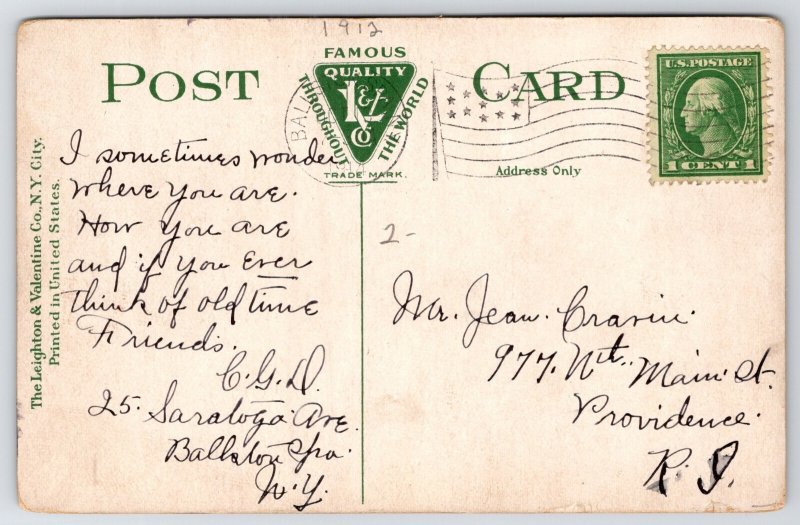 1912
POST CARD
FAMOUS
QUALITY
L&V
Co
THROUGHOUT THE WORLD
TRADE MARK.
BAL
Address Only
U.S. POSTAGE
1 CENT 1
The Leighton & Valentine Co., N.Y. City.
Printed in United States.
I sometimes wonder
where you are.
How you are
and if you ever
think of old time
Friends.
C.G.D.
25. Saratoga Ave.
Ballston Spa.
N.Y.
2-
Mr. Jean Cravin.
977. Nth. Main St.
Providence.
R. I.